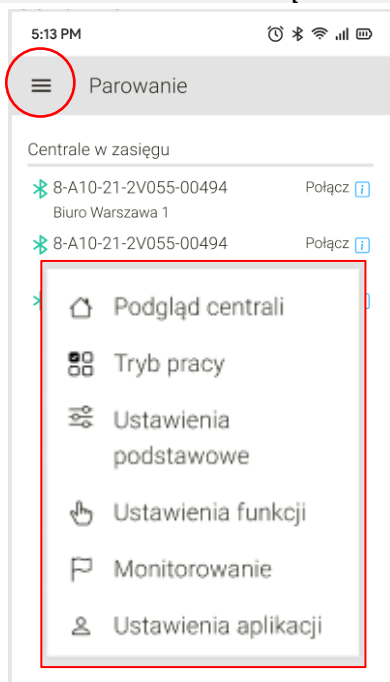 5:13 PM
Parowanie
Centrale w zasięgu
8-A10-21-2V055-00494 Połącz i
Biuro Warszawa 1
8-A10-21-2V055-00494 Połącz i
Podgląd centrali
Tryb pracy
Ustawienia
podstawowe
Ustawienia funkcji
Monitorowanie
Ustawienia aplikacji